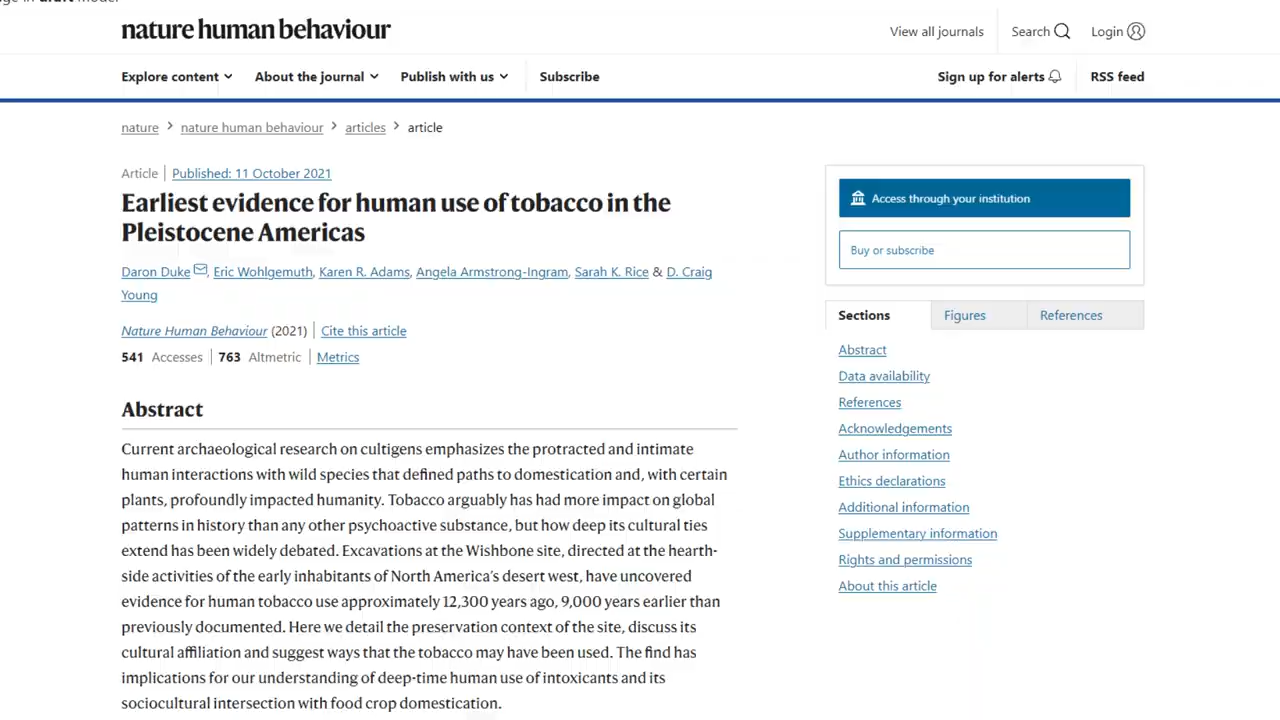 nature human behaviour
View all journals
Search
Login
Explore content
About the journal
Publish with us
Subscribe
Sign up for alerts
RSS feed
nature > nature human behaviour > articles > article
Article | Published: 11 October 2021
Earliest evidence for human use of tobacco in the
Pleistocene Americas
Daron Duke, Eric Wohlgemuth, Karen R. Adams, Angela Armstrong-Ingram, Sarah K. Rice & D. Craig
Young
Nature Human Behaviour (2021) | Cite this article
541 Accesses | 763 Altmetric | Metrics
Abstract
Current archaeological research on cultigens emphasizes the protracted and intimate
human interactions with wild species that defined paths to domestication and, with certain
plants, profoundly impacted humanity. Tobacco arguably has had more impact on global
patterns in history than any other psychoactive substance, but how deep its cultural ties
extend has been widely debated. Excavations at the Wishbone site, directed at the hearth-
side activities of the early inhabitants of North America's desert west, have uncovered
evidence for human tobacco use approximately 12,300 years ago, 9,000 years earlier than
previously documented. Here we detail the preservation context of the site, discuss its
cultural affiliation and suggest ways that the tobacco may have been used. The find has
implications for our understanding of deep-time human use of intoxicants and its
sociocultural intersection with food crop domestication.
Access through your institution
Buy or subscribe
Sections
Figures
References
Abstract
Data availability
References
Acknowledgements
Author information
Ethics declarations
Additional information
Supplementary information
Rights and permissions
About this article